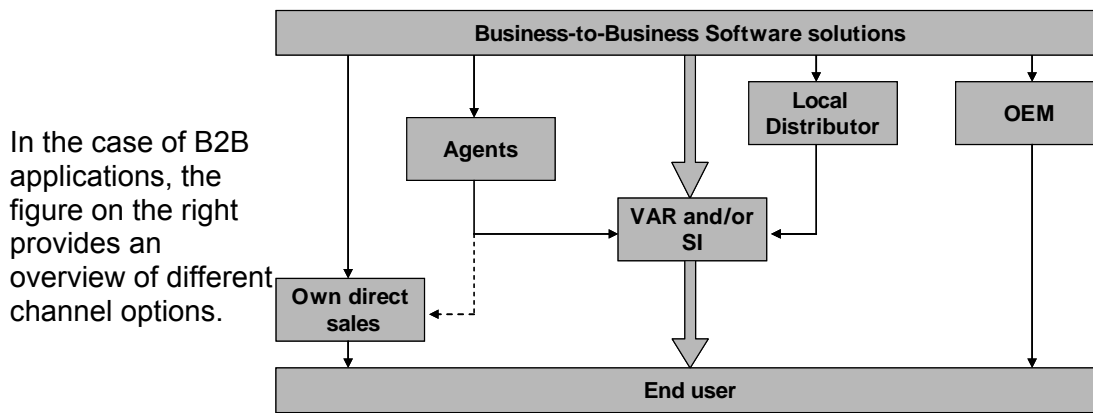 In the case of B2B
applications, the
figure on the right
provides an
overview of different
channel options.
Business-to-Business Software solutions
Agents
Local
Distributor
OEM
VAR and/or
SI
Own direct
sales
End user